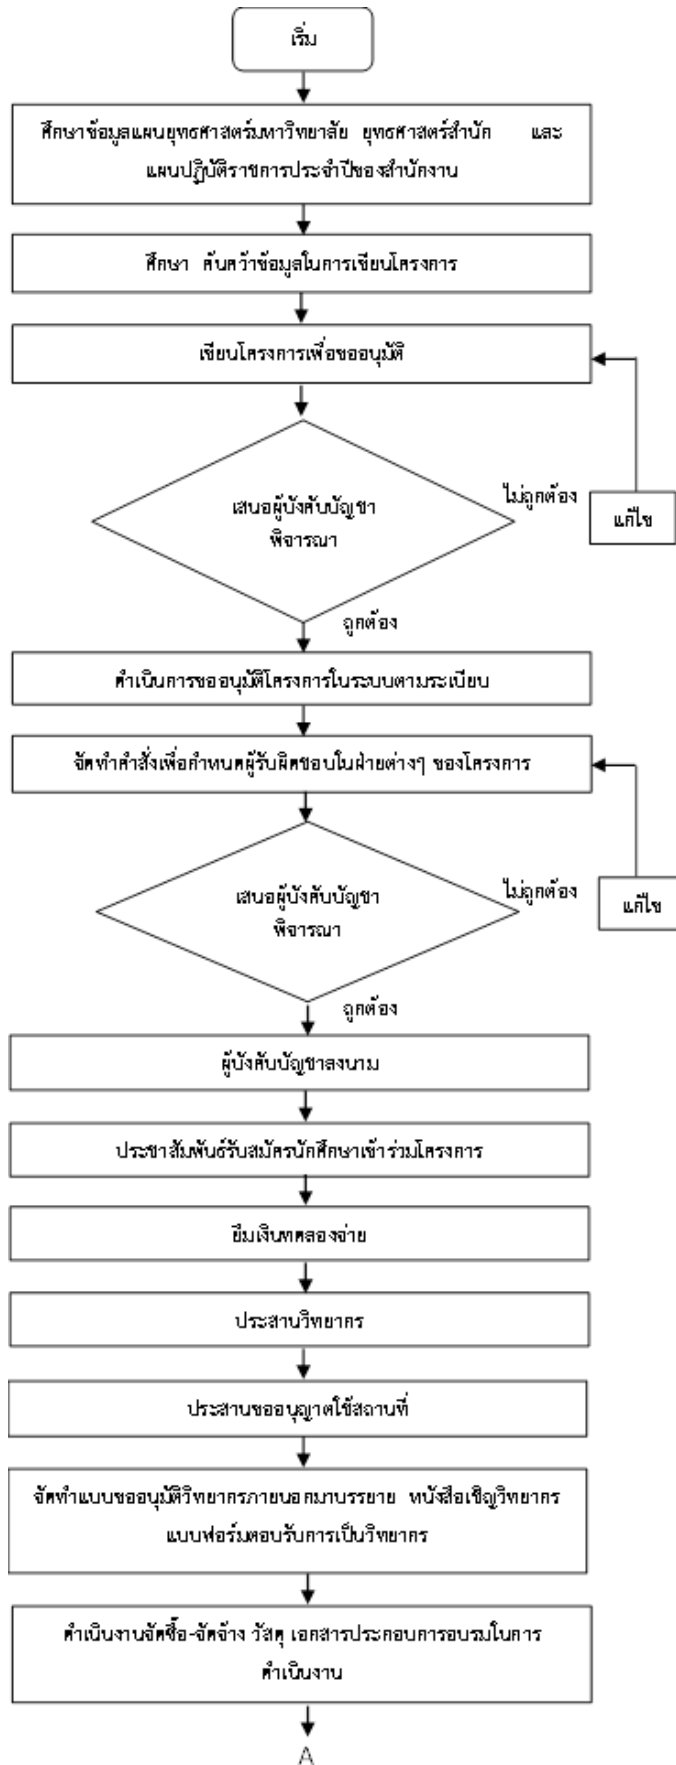 เริ่ม
ศึกษาข้อมูลแผนยุทธศาสตร์มหาวิทยาลัย ยุทธศาสตร์สำนัก และ
แผนปฏิบัติราชการประจำปีของสำนักงาน
ศึกษา ค้นคว้าข้อมูลในการเขียนโครงการ
เขียนโครงการเพื่อขออนุมัติ
เสนอผู้บังคับบัญชา
พิจารณา
ไม่ถูกต้อง
แก้ไข
ถูกต้อง
ดำเนินการขออนุมัติโครงการในระบบตามระเบียบ
จัดทำคำสั่งเพื่อกำหนดผู้รับผิดชอบในฝ่ายต่างๆ ของโครงการ
เสนอผู้บังคับบัญชา
พิจารณา
ไม่ถูกต้อง
แก้ไข
ถูกต้อง
ผู้บังคับบัญชาลงนาม
ประชาสัมพันธ์รับสมัครนักศึกษาเข้าร่วมโครงการ
ยืมเงินทดลองจ่าย
ประสานวิทยากร
ประสานขออนุญาตใช้สถานที่
จัดทำแบบขออนุมัติวิทยากรภายนอกมาบรรยาย หนังสือเชิญวิทยากร
แบบฟอร์มตอบรับการเป็นวิทยากร
ดำเนินงานจัดซื้อ-จัดจ้าง วัสดุ เอกสารประกอบการอบรมในการ
ดำเนินงาน
A